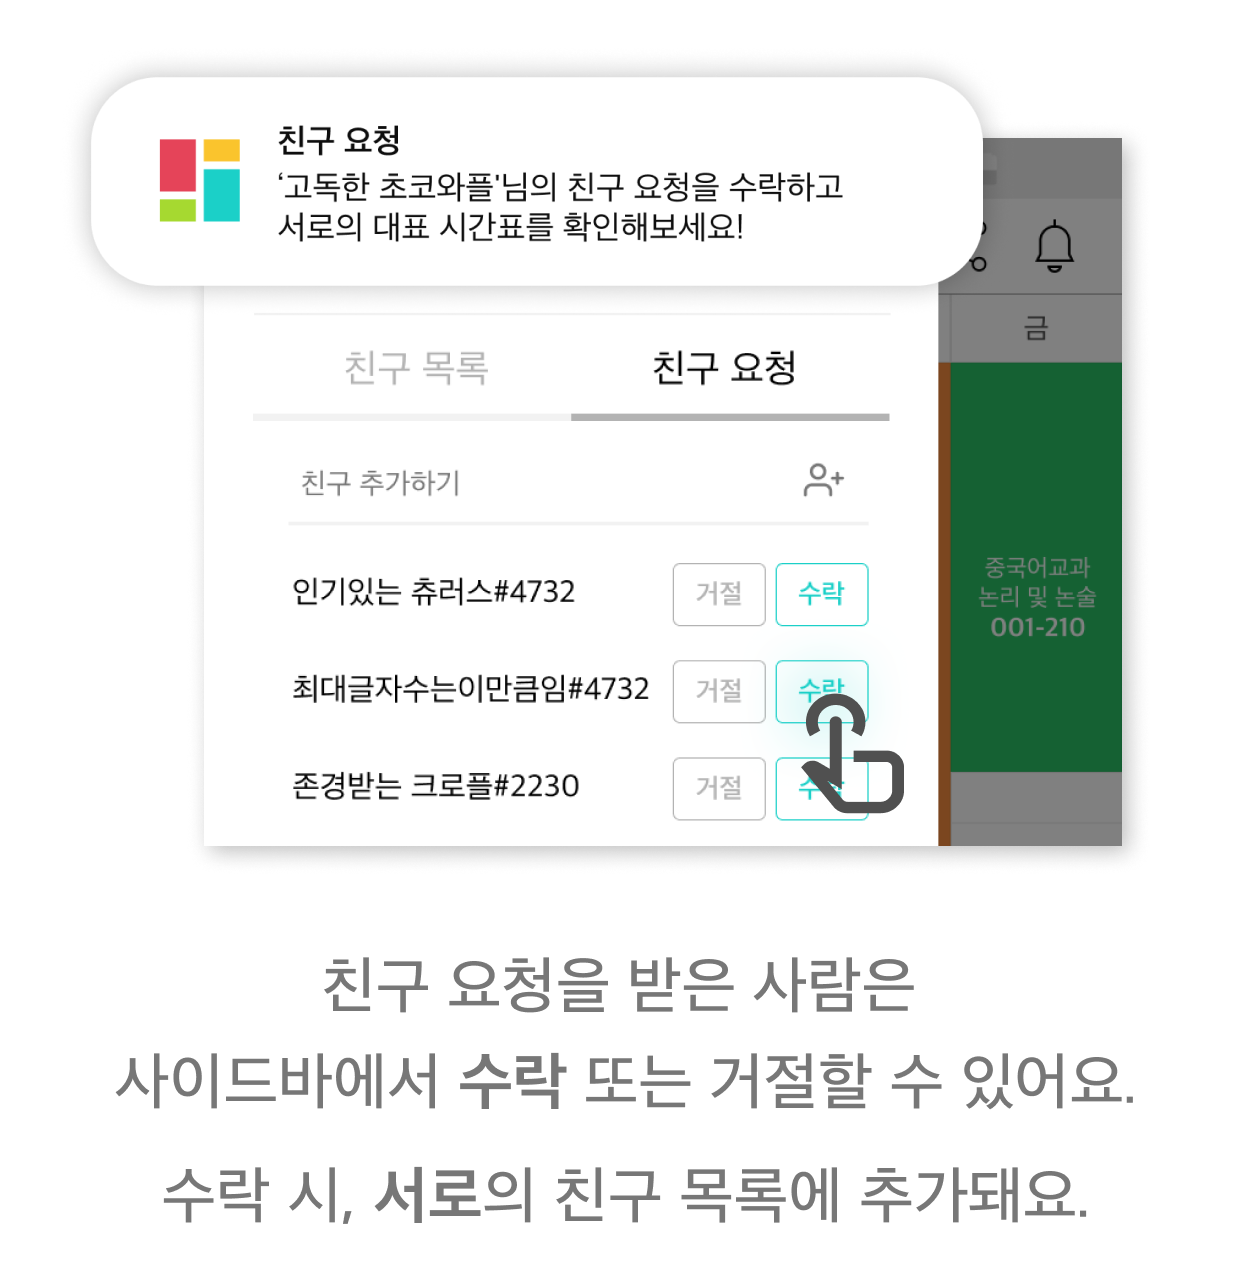 친구 요청
‘고독한 초코와플'님의 친구 요청을 수락하고
서로의 대표 시간표를 확인해보세요!
금
친구 목록
친구 요청
친구 추가하기
인기있는 츄러스#4732
거절
수락
최대글자수는이만큼임#4732
거절
수락
존경받는 크로플#2230
거절
수락
중국어교과
논리 및 논술
001-210
친구 요청을 받은 사람은
사이드바에서 수락 또는 거절할 수 있어요.
수락 시, 서로의 친구 목록에 추가돼요.